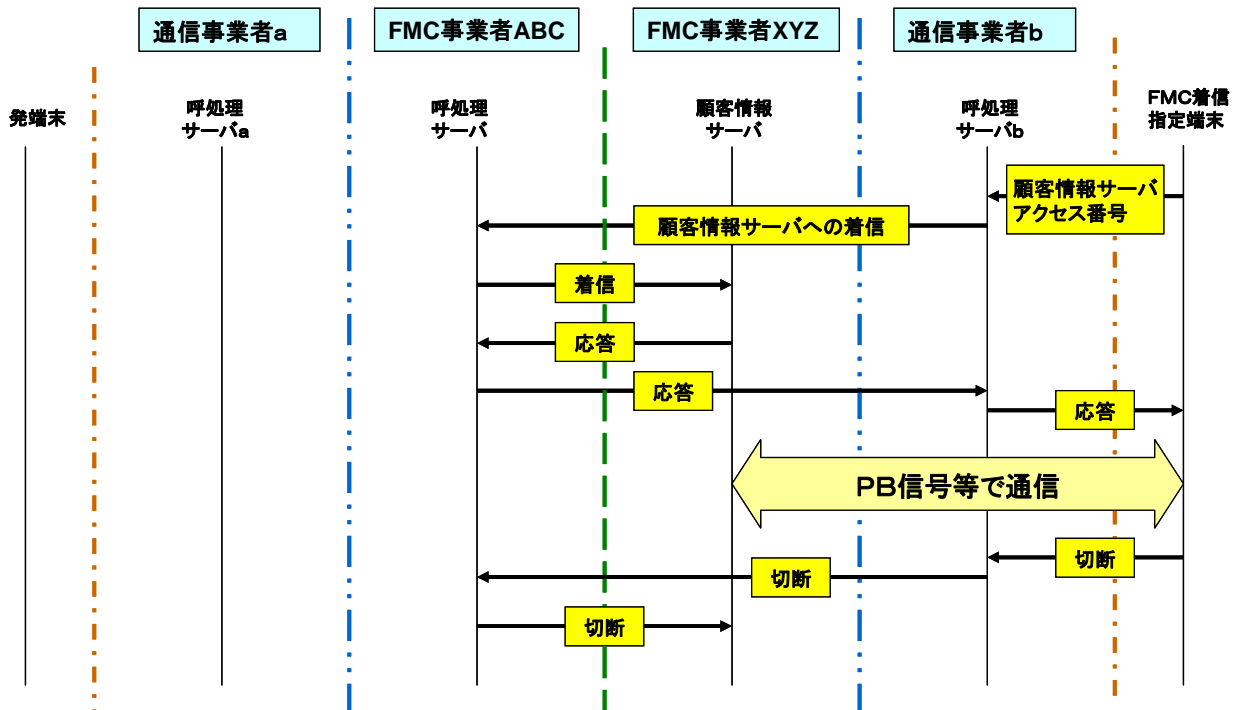 通信事業者a
FMC事業者ABC
FMC事業者XYZ
通信事業者b
発端末
呼処理
サーバa
呼処理
サーバ
顧客情報
サーバ
呼処理
サーバb
FMC着信
指定端末
顧客情報サーバ
アクセス番号
顧客情報サーバへの着信
着信
応答
応答
応答
PB信号等で通信
切断
切断
切断